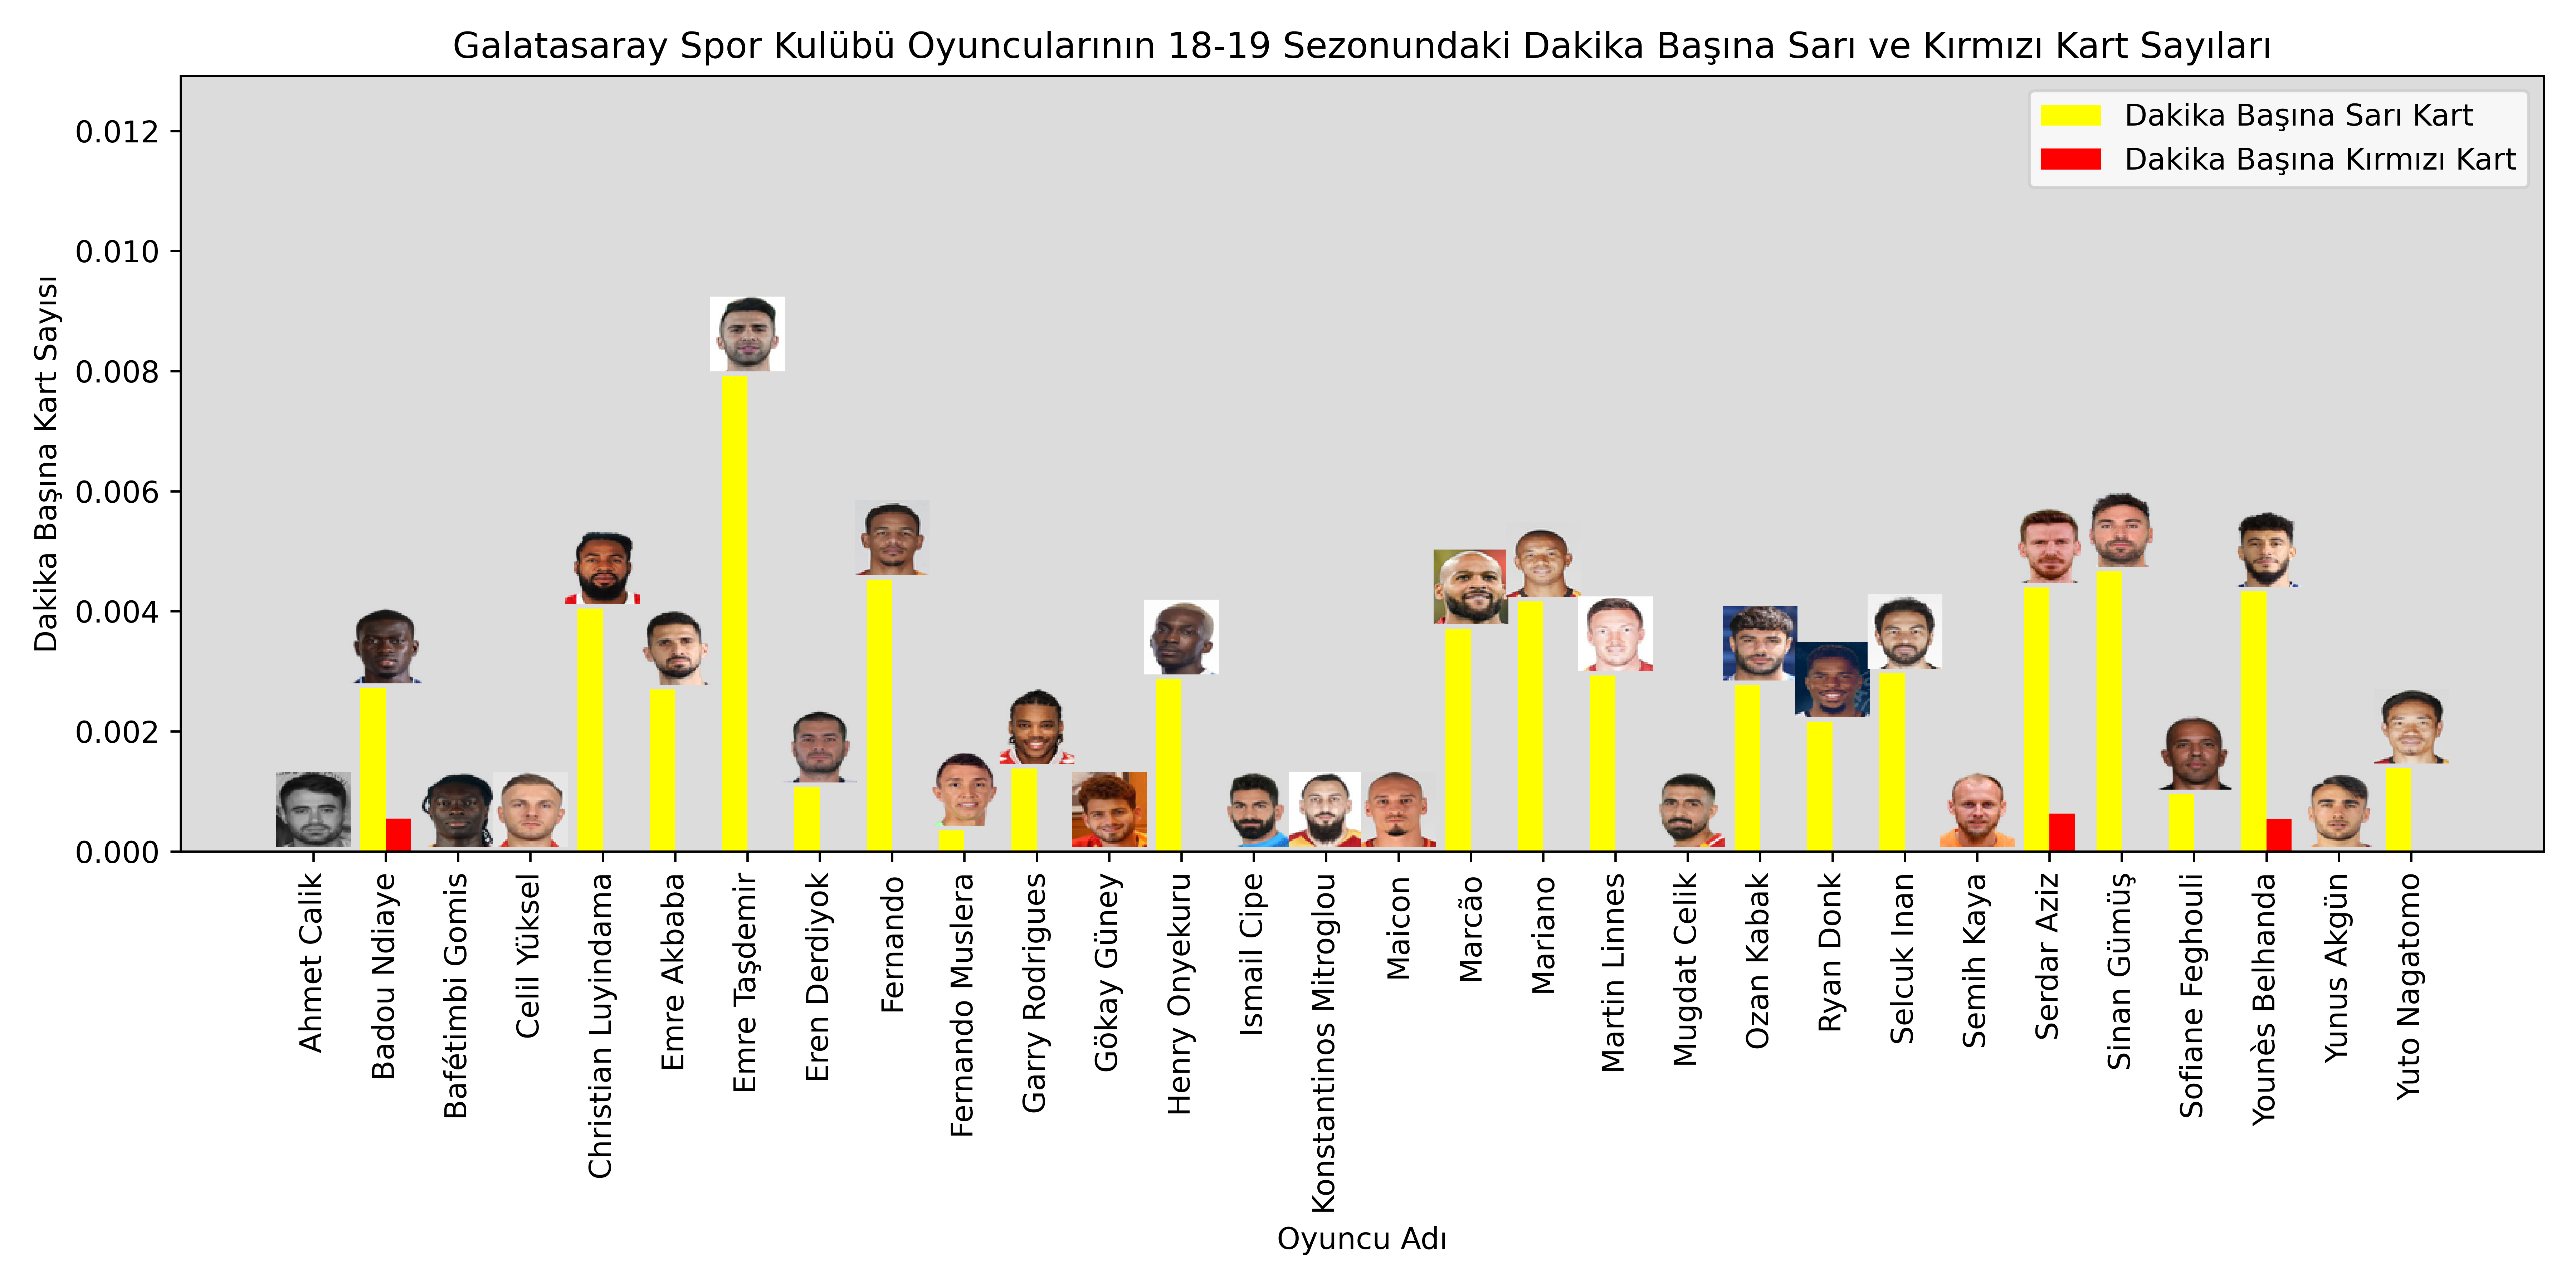 Galatasaray Spor Kulübü Oyuncularının 18-19 Sezonundaki Dakika Başına Sarı ve Kırmızı Kart Sayıları
Dakika Başına Sarı Kart
Dakika Başına Kırmızı Kart
Dakika Başına Kart Sayısı
0.012
0.010
0.008
0.006
0.004
0.002
0.000
Ahmet Calik
Badou Ndiaye
Bafétimbi Gomis
Celil Yüksel
Christian Luyindama
Emre Akbaba
Emre Taşdemir
Eren Derdiyok
Fernando
Fernando Muslera
Garry Rodrigues
Gökay Güney
Henry Onyekuru
Ismail Cipe
Konstantinos Mitroglou
Maicon
Marcão
Mariano
Martin Linnes
Mugdat Celik
Ozan Kabak
Ryan Donk
Selcuk Inan
Semih Kaya
Serdar Aziz
Sinan Gümüş
Sofiane Feghouli
Younès Belhanda
Yunus Akgün
Yuto Nagatomo
Oyuncu Adı